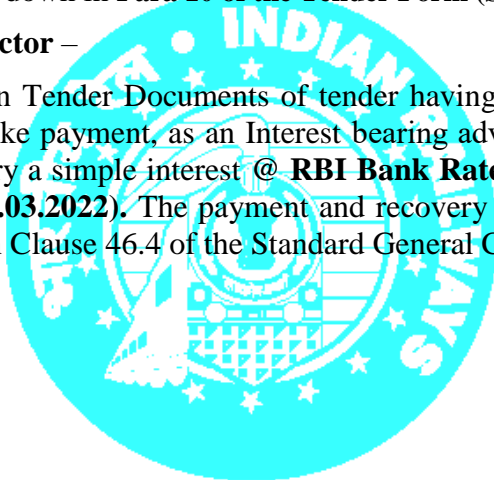 down in Para of the Tender Form
ctor –
n Tender Documents of tender having
ke payment, as an Interest bearing adv
ry a simple interest @ RBI Bank Rate
.03.2022). The payment and recovery
Clause 46.4 of the Standard General C
INDIAN
WAYS